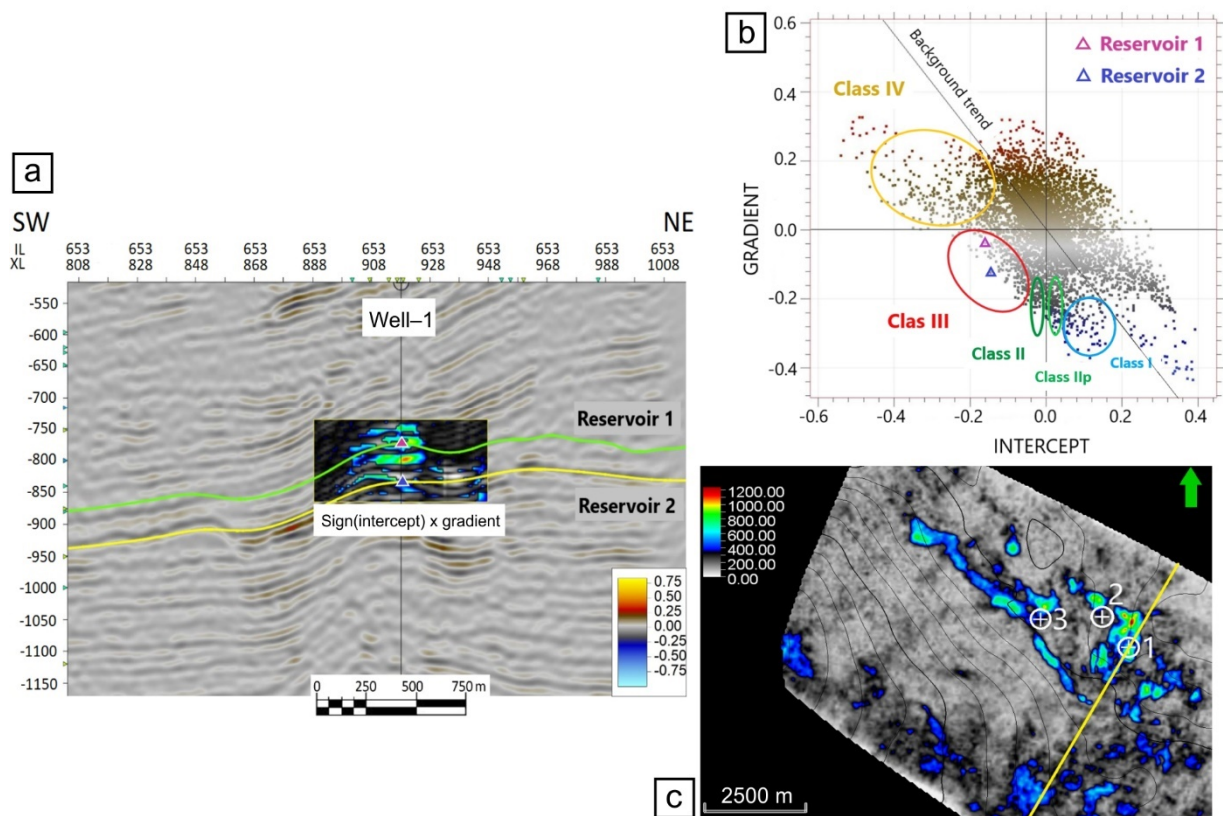 a
SW
NE
IL 653 653 653 653 653 653 653 653 653 653 653
XL 808 828 848 868 888 908 928 948 968 988 1008
-550
-600
-650
-700
-750
-800
-850
-900
-950
-1000
-1050
-1100
-1150
Well–1
Reservoir 1
Reservoir 2
Sign(intercept) x gradient
0.75
0.50
0.25
0.00
-0.25
-0.50
-0.75
0 250 500 750 m
b
GRADIENT
0.6
0.4
0.2
0.0
-0.2
-0.4
Background trend
Reservoir 1
Reservoir 2
Class IV
Clas III
Class II
Class IIp
Class I
-0.6 -0.4 -0.2 0.0 0.2 0.4
INTERCEPT
1200.00
1000.00
800.00
600.00
400.00
200.00
0.00
2
3
1
c
2500 m